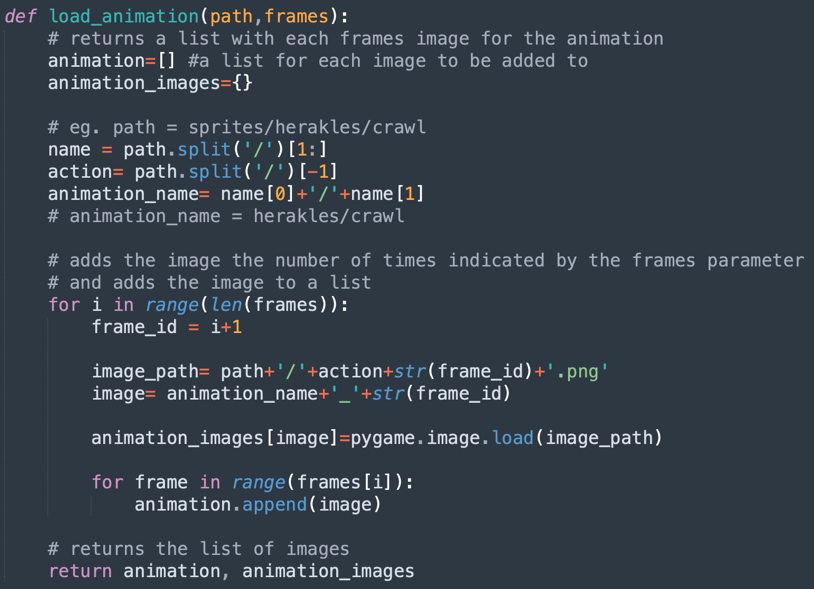 def load_animation(path,frames):
    # returns a list with each frames image for the animation
    animation=[] #a list for each image to be added to
    animation_images={}

    # eg. path = sprites/herakles/crawl
    name = path.split('/')[1:]
    action= path.split('/')[-1]
    animation_name= name[0]+'/'+name[1]
    # animation_name = herakles/crawl

    # adds the image the number of times indicated by the frames parameter
    # and adds the image to a list
    for i in range(len(frames)):
        frame_id = i+1

        image_path= path+'/'+action+str(frame_id)+'.png'
        image= animation_name+'_'+str(frame_id)

        animation_images[image]=pygame.image.load(image_path)

        for frame in range(frames[i]):
            animation.append(image)

    # returns the list of images
    return animation, animation_images